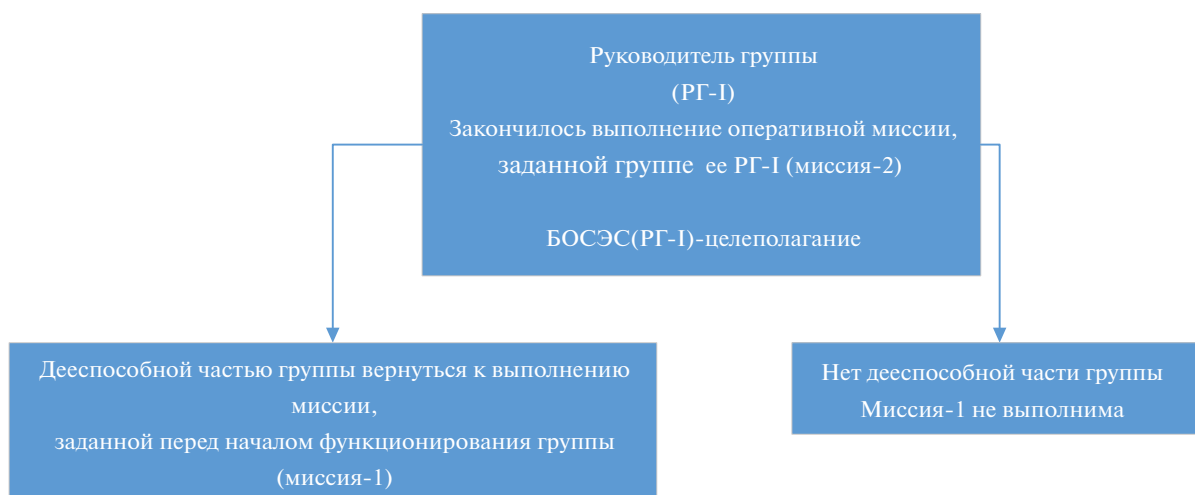 Руководитель группы
(РГ-I)
Закончилось выполнение оперативной миссии,
заданной группе ее РГ-I (миссия-2)
БОСЭС(РГ-I)-целеполагание
Дееспособной частью группы вернуться к выполнению
миссии,
заданной перед началом функционирования группы
(миссия-1)
Нет дееспособной части группы
Миссия-1 не выполнима